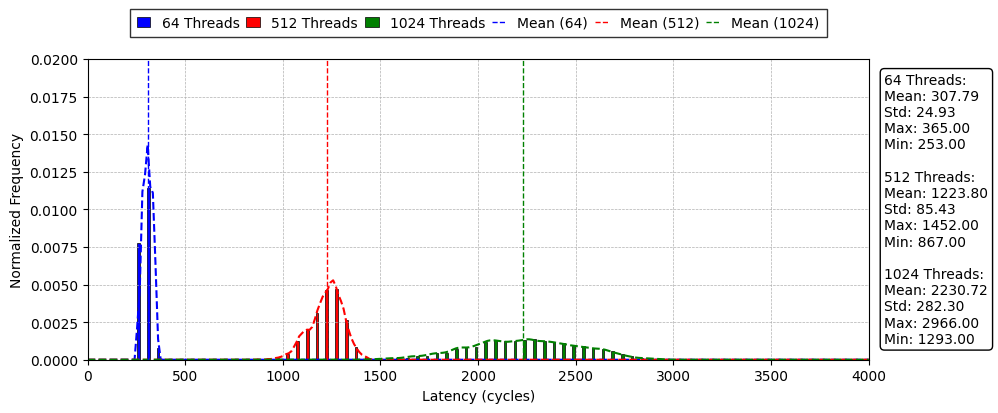 64 Threads 512 Threads 1024 Threads Mean (64) Mean (512) Mean (1024)
0.0200
0.0175
0.0150
0.0125
0.0100
0.0075
0.0050
0.0025
0.0000
Normalized Frequency
0 500 1000 1500 2000 2500 3000 3500 4000
Latency (cycles)
64 Threads:
Mean: 307.79
Std: 24.93
Max: 365.00
Min: 253.00
512 Threads:
Mean: 1223.80
Std: 85.43
Max: 1452.00
Min: 867.00
1024 Threads:
Mean: 2230.72
Std: 282.30
Max: 2966.00
Min: 1293.00